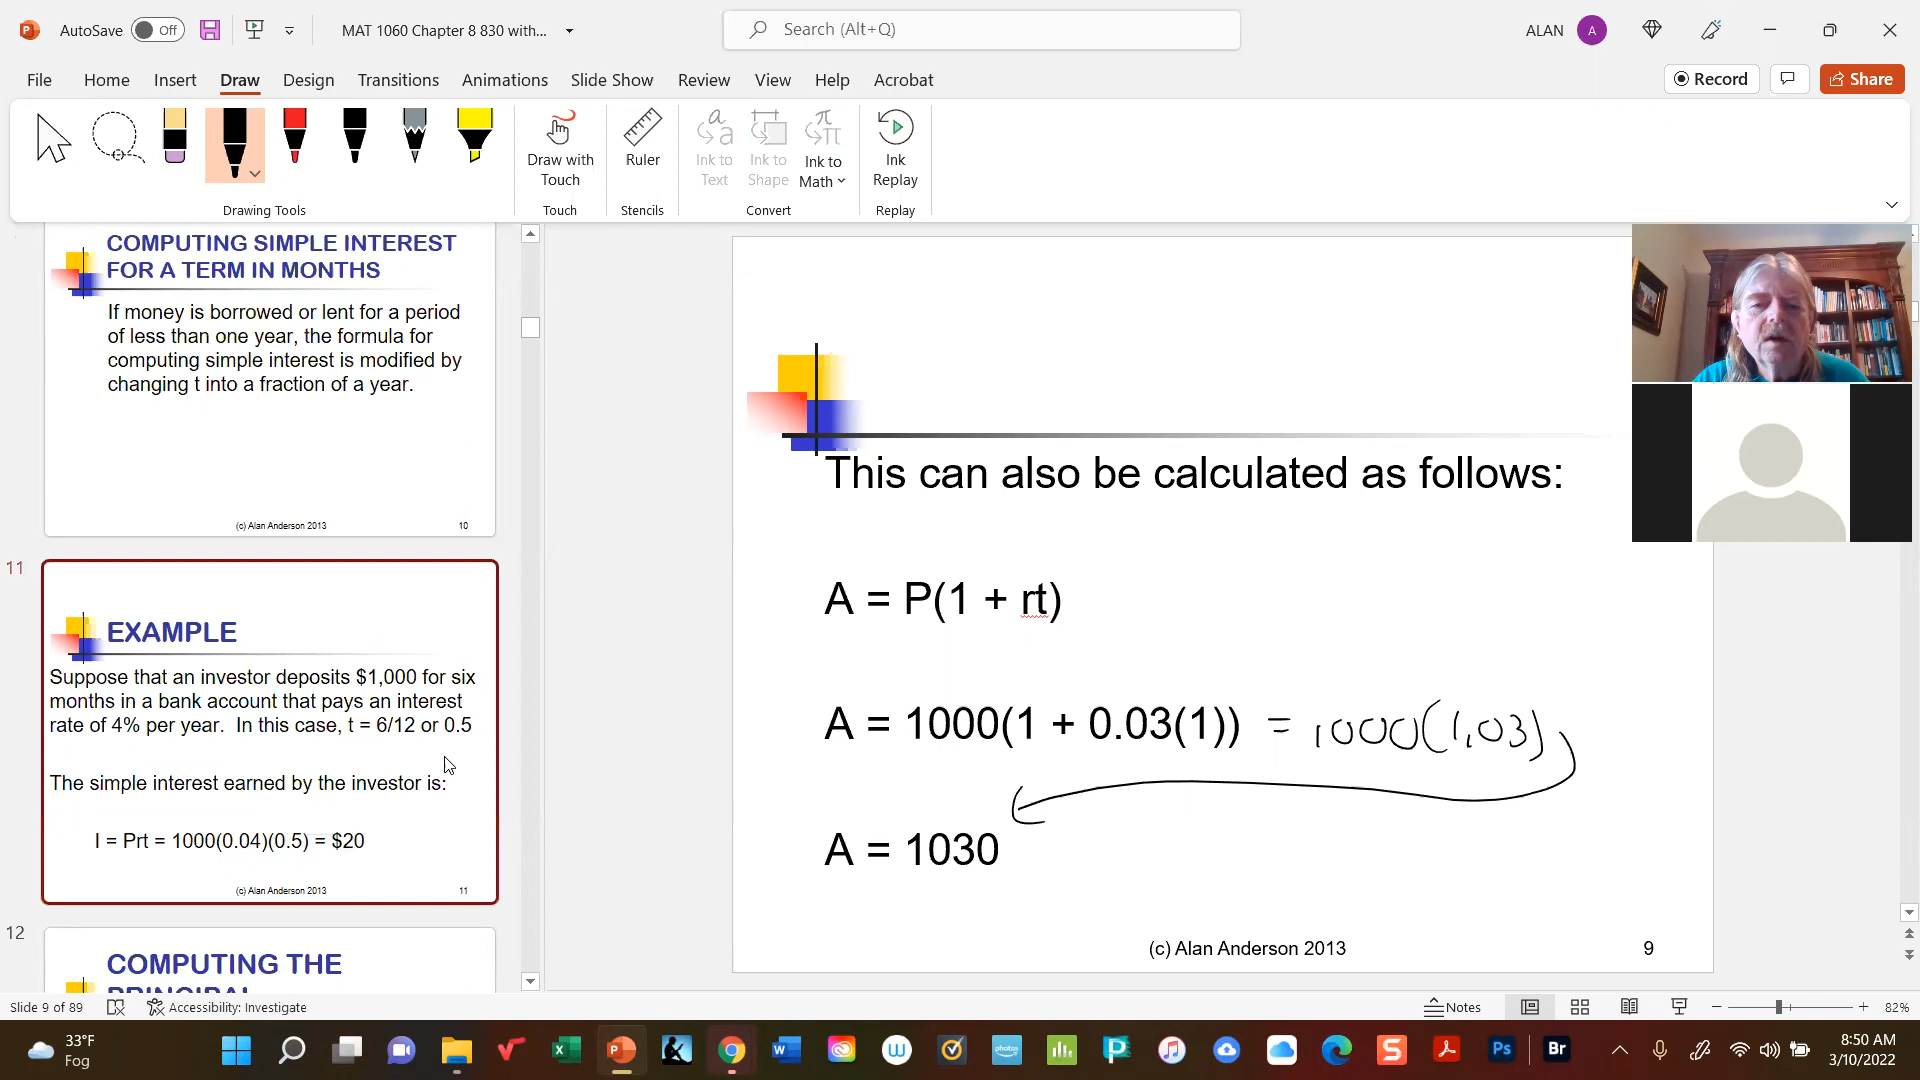 AutoSave Off
MAT 1060 Chapter 8 830 with...
Search (Alt+Q)
ALAN A
File Home Insert Draw Design Transitions Animations Slide Show Review View Help Acrobat
Record
Share
Draw with Touch
Ruler
Ink to Text
Ink to Shape
Ink to Math
Ink Replay
Drawing Tools
Touch
Stencils
Convert
Replay
COMPUTING SIMPLE INTEREST
FOR A TERM IN MONTHS
If money is borrowed or lent for a period
of less than one year, the formula for
computing simple interest is modified by
changing t into a fraction of a year.
(c) Alan Anderson 2013 10
11
EXAMPLE
Suppose that an investor deposits $1,000 for six
months in a bank account that pays an interest
rate of 4% per year. In this case, t = 6/12 or 0.5
The simple interest earned by the investor is:
I = Prt = 1000(0.04)(0.5) = $20
(c) Alan Anderson 2013 11
12
COMPUTING THE
PRINCIPAL
This can also be calculated as follows:
A = P(1 + rt)
A = 1000(1 + 0.03(1)) = 1000(1.03)
A = 1030
(c) Alan Anderson 2013 9
Slide 9 of 89
Accessibility: Investigate
Notes
82%
33°F
Fog
photos
8:50 AM
3/10/2022